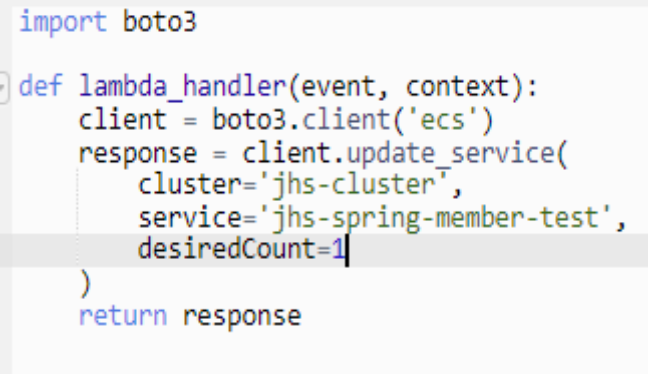 import boto3
def lambda_handler(event, context):
    client = boto3.client('ecs')
    response = client.update_service(
        cluster='jhs-cluster',
        service='jhs-spring-member-test',
        desiredCount=1
    )
    return response